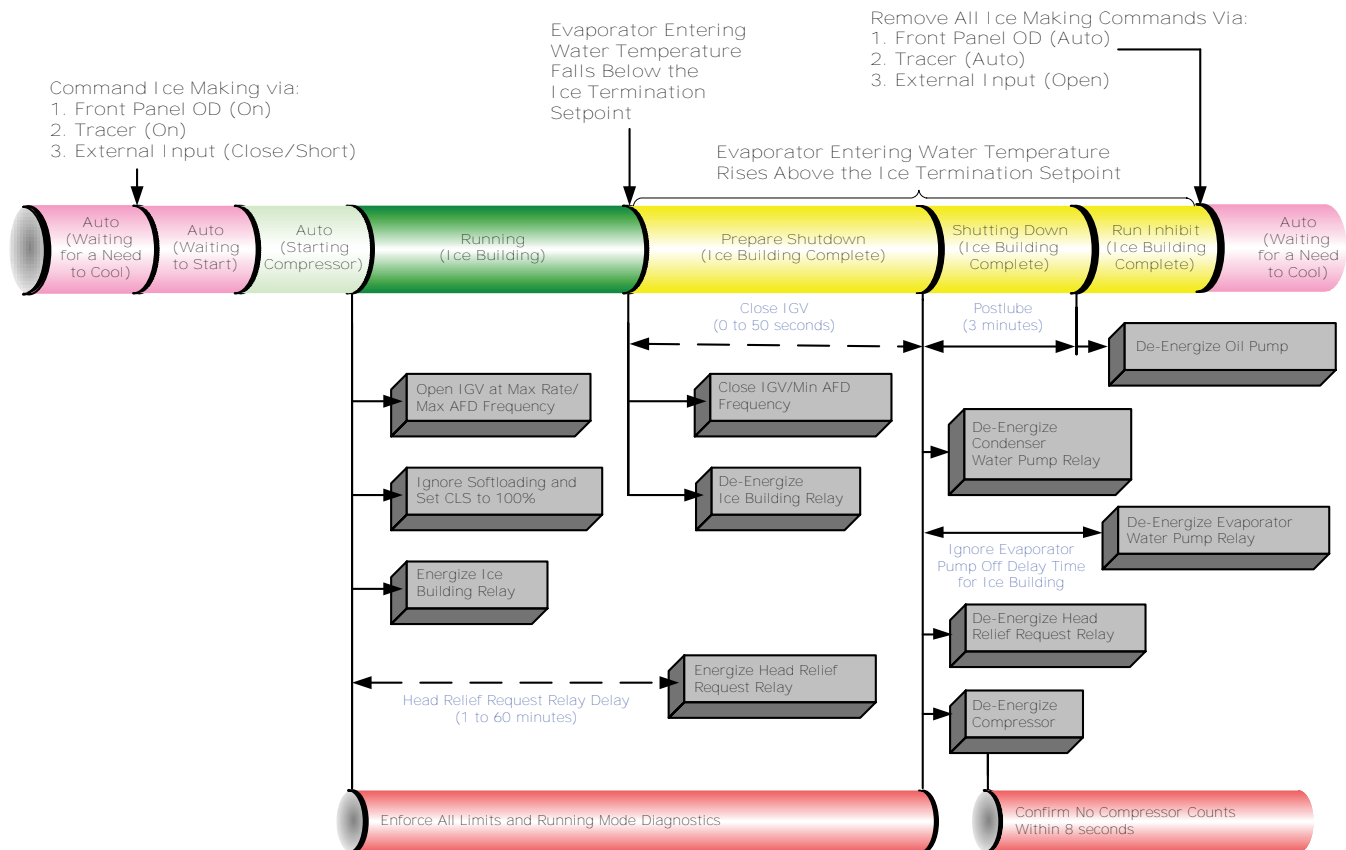 Command Ice Making via:
1. Front Panel OD (On)
2. Tracer (On)
3. External Input (Close/Short)
Evaporator Entering
Water Temperature
Falls Below the
Ice Termination
Setpoint
Remove All Ice Making Commands Via:
1. Front Panel OD (Auto)
2. Tracer (Auto)
3. External Input (Open)
Evaporator Entering Water Temperature
Rises Above the Ice Termination Setpoint
Auto
(Waiting
for a Need
to Cool)
Auto
(Waiting
to Start)
Auto
(Starting
Compressor)
Running
(Ice Building)
Prepare Shutdown
(Ice Building Complete)
Shutting Down
(Ice Building
Complete)
Run Inhibit
(Ice Building
Complete)
Auto
(Waiting
for a Need
to Cool)
Close IGV
(0 to 50 seconds)
Postlube
(3 minutes)
De-Energize Oil Pump
Open IGV at Max Rate/
Max AFD Frequency
Close IGV/Min AFD
Frequency
De-Energize
Condenser
Water Pump Relay
Ignore Softloading and
Set CLS to 100%
De-Energize
Ice Building Relay
De-Energize Evaporator
Water Pump Relay
Ignore Evaporator
Pump Off Delay Time
for Ice Building
Energize Ice
Building Relay
De-Energize Head
Relief Request Relay
Energize Head Relief
Request Relay
Head Relief Request Relay Delay
(1 to 60 minutes)
De-Energize
Compressor
Enforce All Limits and Running Mode Diagnostics
Confirm No Compressor Counts
Within 8 seconds